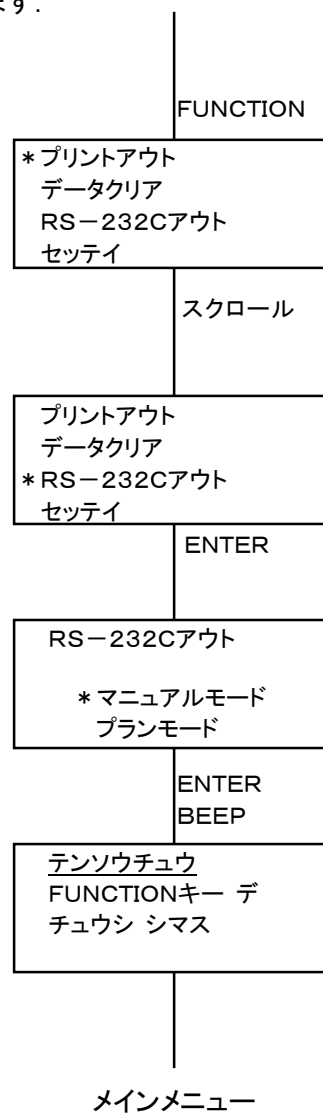 ます.
FUNCTION
*プリントアウト
データクリア
RS-232Cアウト
セッテイ
スクロール
プリントアウト
データクリア
*RS-232Cアウト
セッテイ
ENTER
RS-232Cアウト
*マニュアルモード
プランモード
ENTER
BEEP
テンソウチュウ
FUNCTIONキー デ
チュウシ シマス
メインメニュー